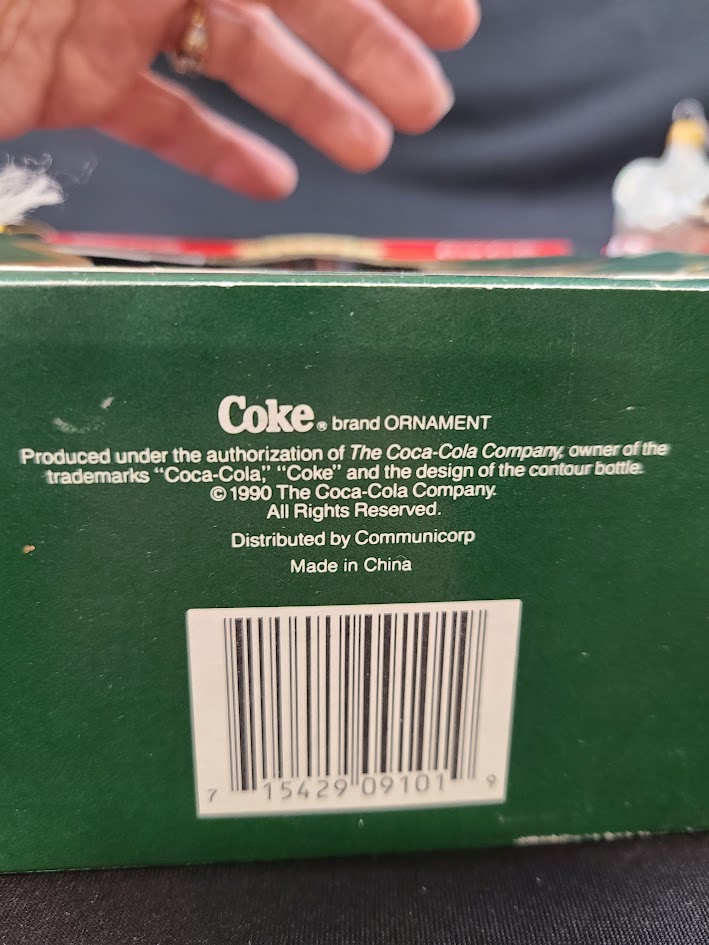 Coke® brand ORNAMENT
Produced under the authorization of The Coca-Cola Company, owner of the
trademarks “Coca-Cola,” “Coke” and the design of the contour bottle.
© 1990 The Coca-Cola Company.
All Rights Reserved.
Distributed by Communicorp
Made in China
7 15429 09101 9